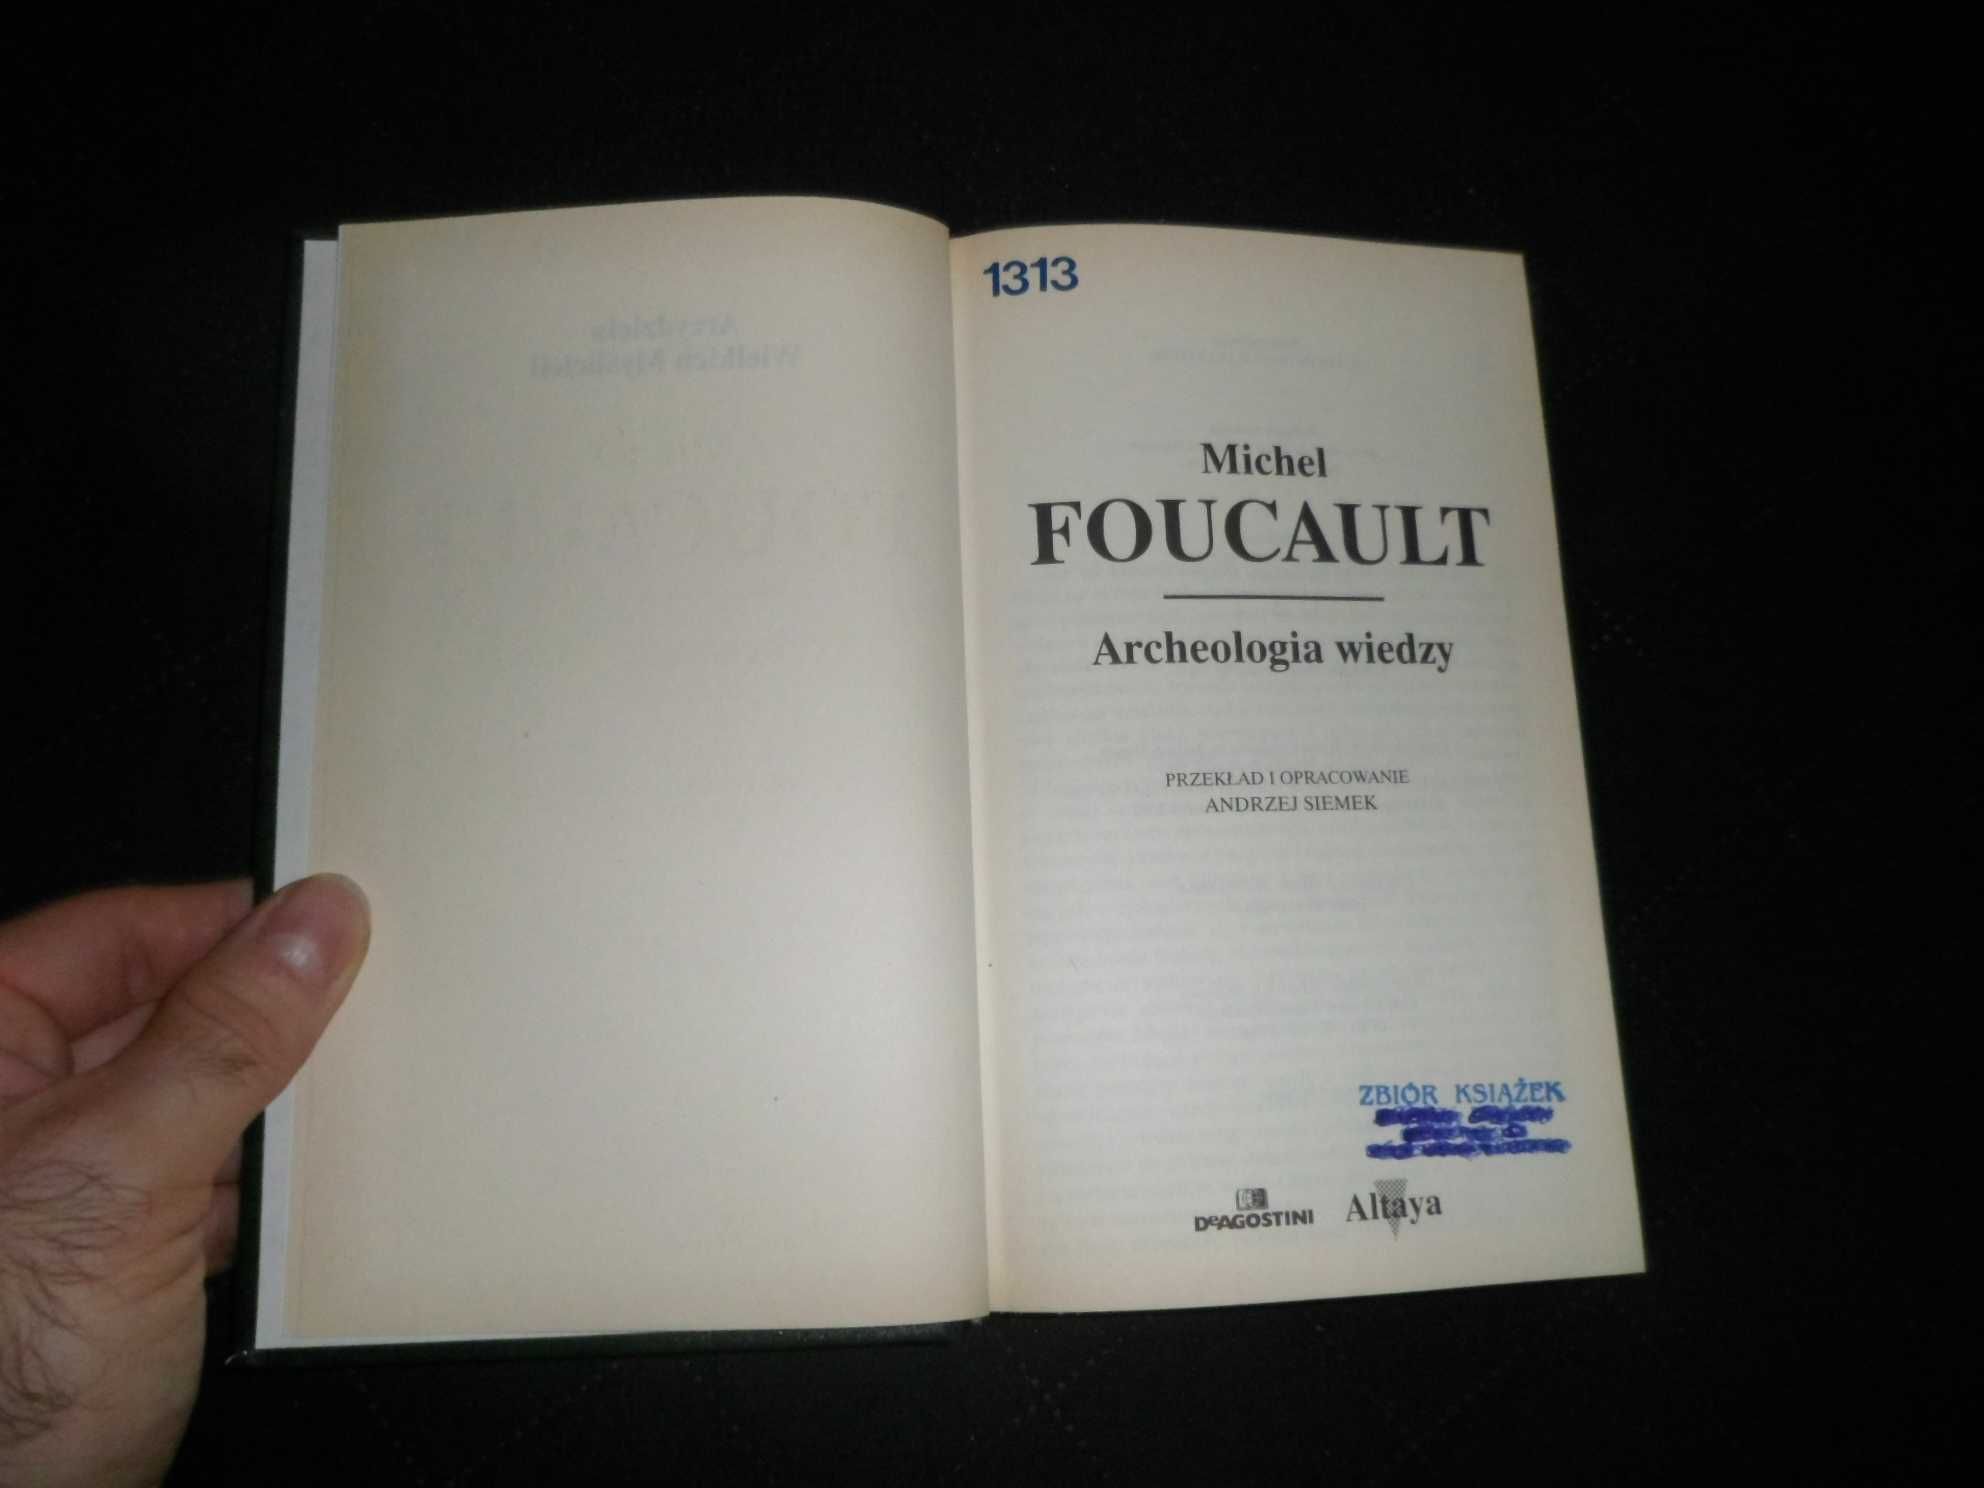 1313
Michel
FOUCAULT
Archeologia wiedzy
PRZEKŁAD I OPRACOWANIE
ANDRZEJ SIEMEK
ZBIÓR KSIĄŻEK
DeAGOSTINI
Altaya